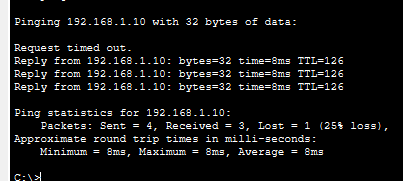 Pinging 192.168.1.10 with 32 bytes of data:
Request timed out.
Reply from 192.168.1.10: bytes=32 time=8ms TTL=126
Reply from 192.168.1.10: bytes=32 time=8ms TTL=126
Reply from 192.168.1.10: bytes=32 time=8ms TTL=126
Ping statistics for 192.168.1.10:
Packets: Sent = 4, Received = 3, Lost = 1 (25% loss),
Approximate round trip times in milli-seconds:
Minimum = 8ms, Maximum = 8ms, Average = 8ms
C:\>